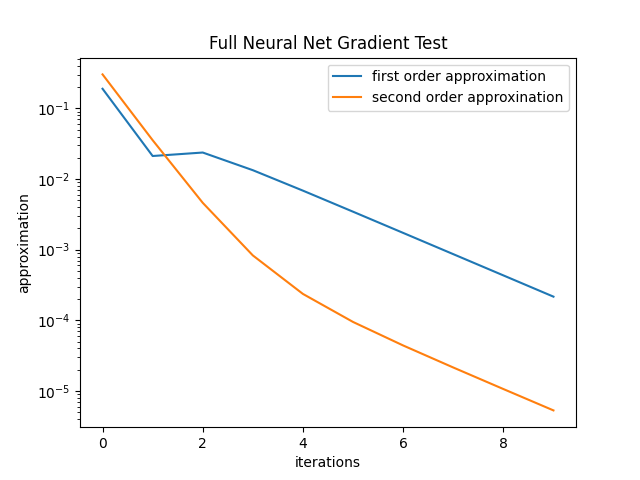 Full Neural Net Gradient Test
first order approximation
second order approxination
10⁻¹
10⁻²
10⁻³
10⁻⁴
10⁻⁵
approximation
0 2 4 6 8
iterations